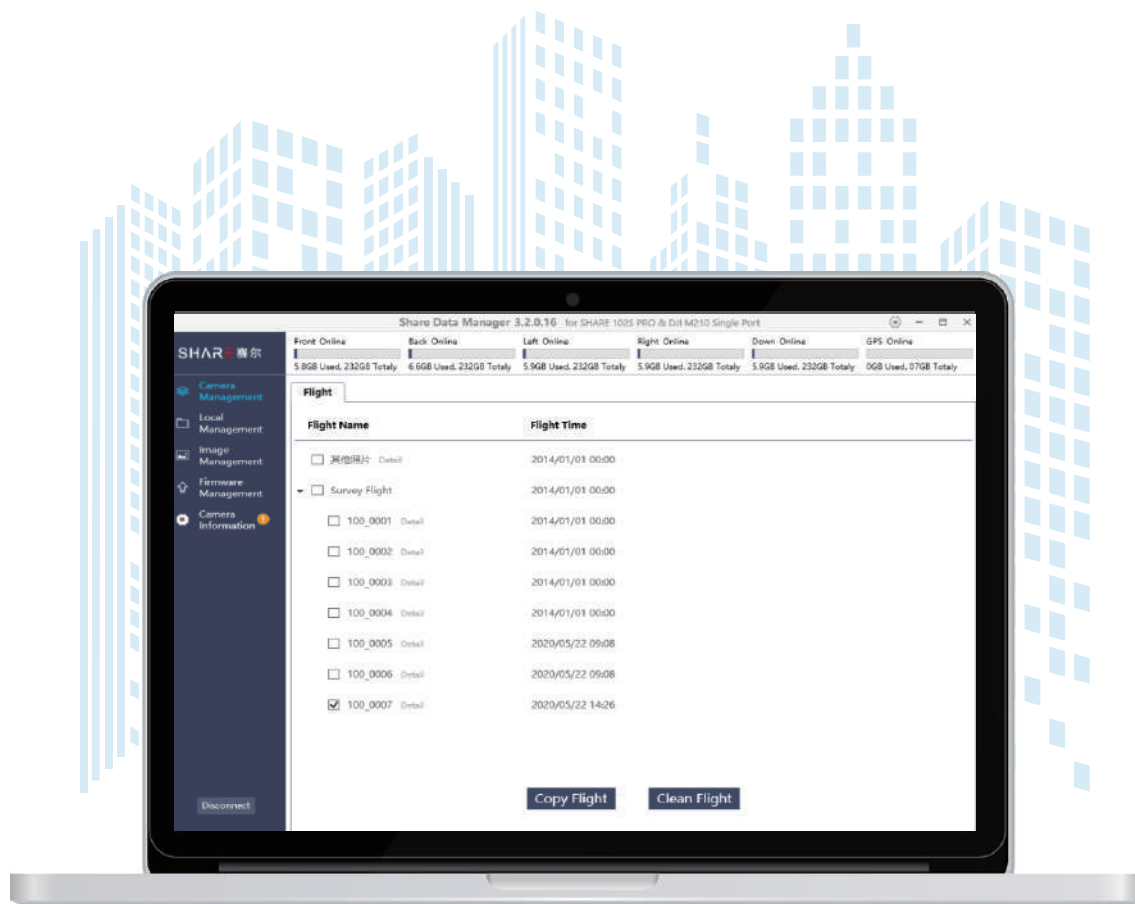 Share Data Manager 3.2.0.16 for SHARE 102S PRO & DJI M210 Single Port
SHARE 赛尔
Front Online
Back Online
Left Online
Right Online
Down Online
GPS Online
5.8GB Used, 232GB Totaly
6.6GB Used, 232GB Totaly
5.9GB Used, 232GB Totaly
5.9GB Used, 232GB Totaly
5.9GB Used, 232GB Totaly
0GB Used, 07GB Totaly
Camera
Management
Local
Management
Image
Management
Firmware
Management
Camera
Information
Disconnect
Flight
Flight Name Flight Time
其他照片 Detail 2014/01/01 00:00
Survey Flight 2014/01/01 00:00
100_0001 Detail 2014/01/01 00:00
100_0002 Detail 2014/01/01 00:00
100_0003 Detail 2014/01/01 00:00
100_0004 Detail 2014/01/01 00:00
100_0005 Detail 2020/05/22 09:08
100_0006 Detail 2020/05/22 09:08
100_0007 Detail 2020/05/22 14:26
Copy Flight Clean Flight